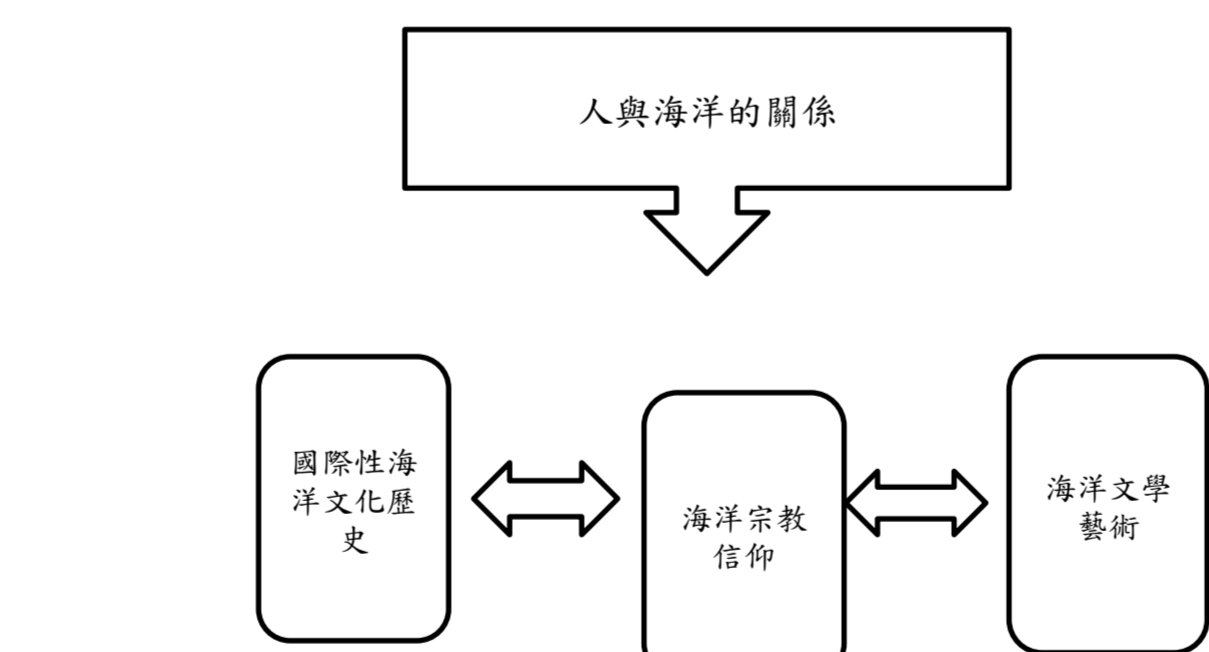 人與海洋的關係
國際性海
洋文化歷
史
海洋宗教
信仰
海洋文學
藝術